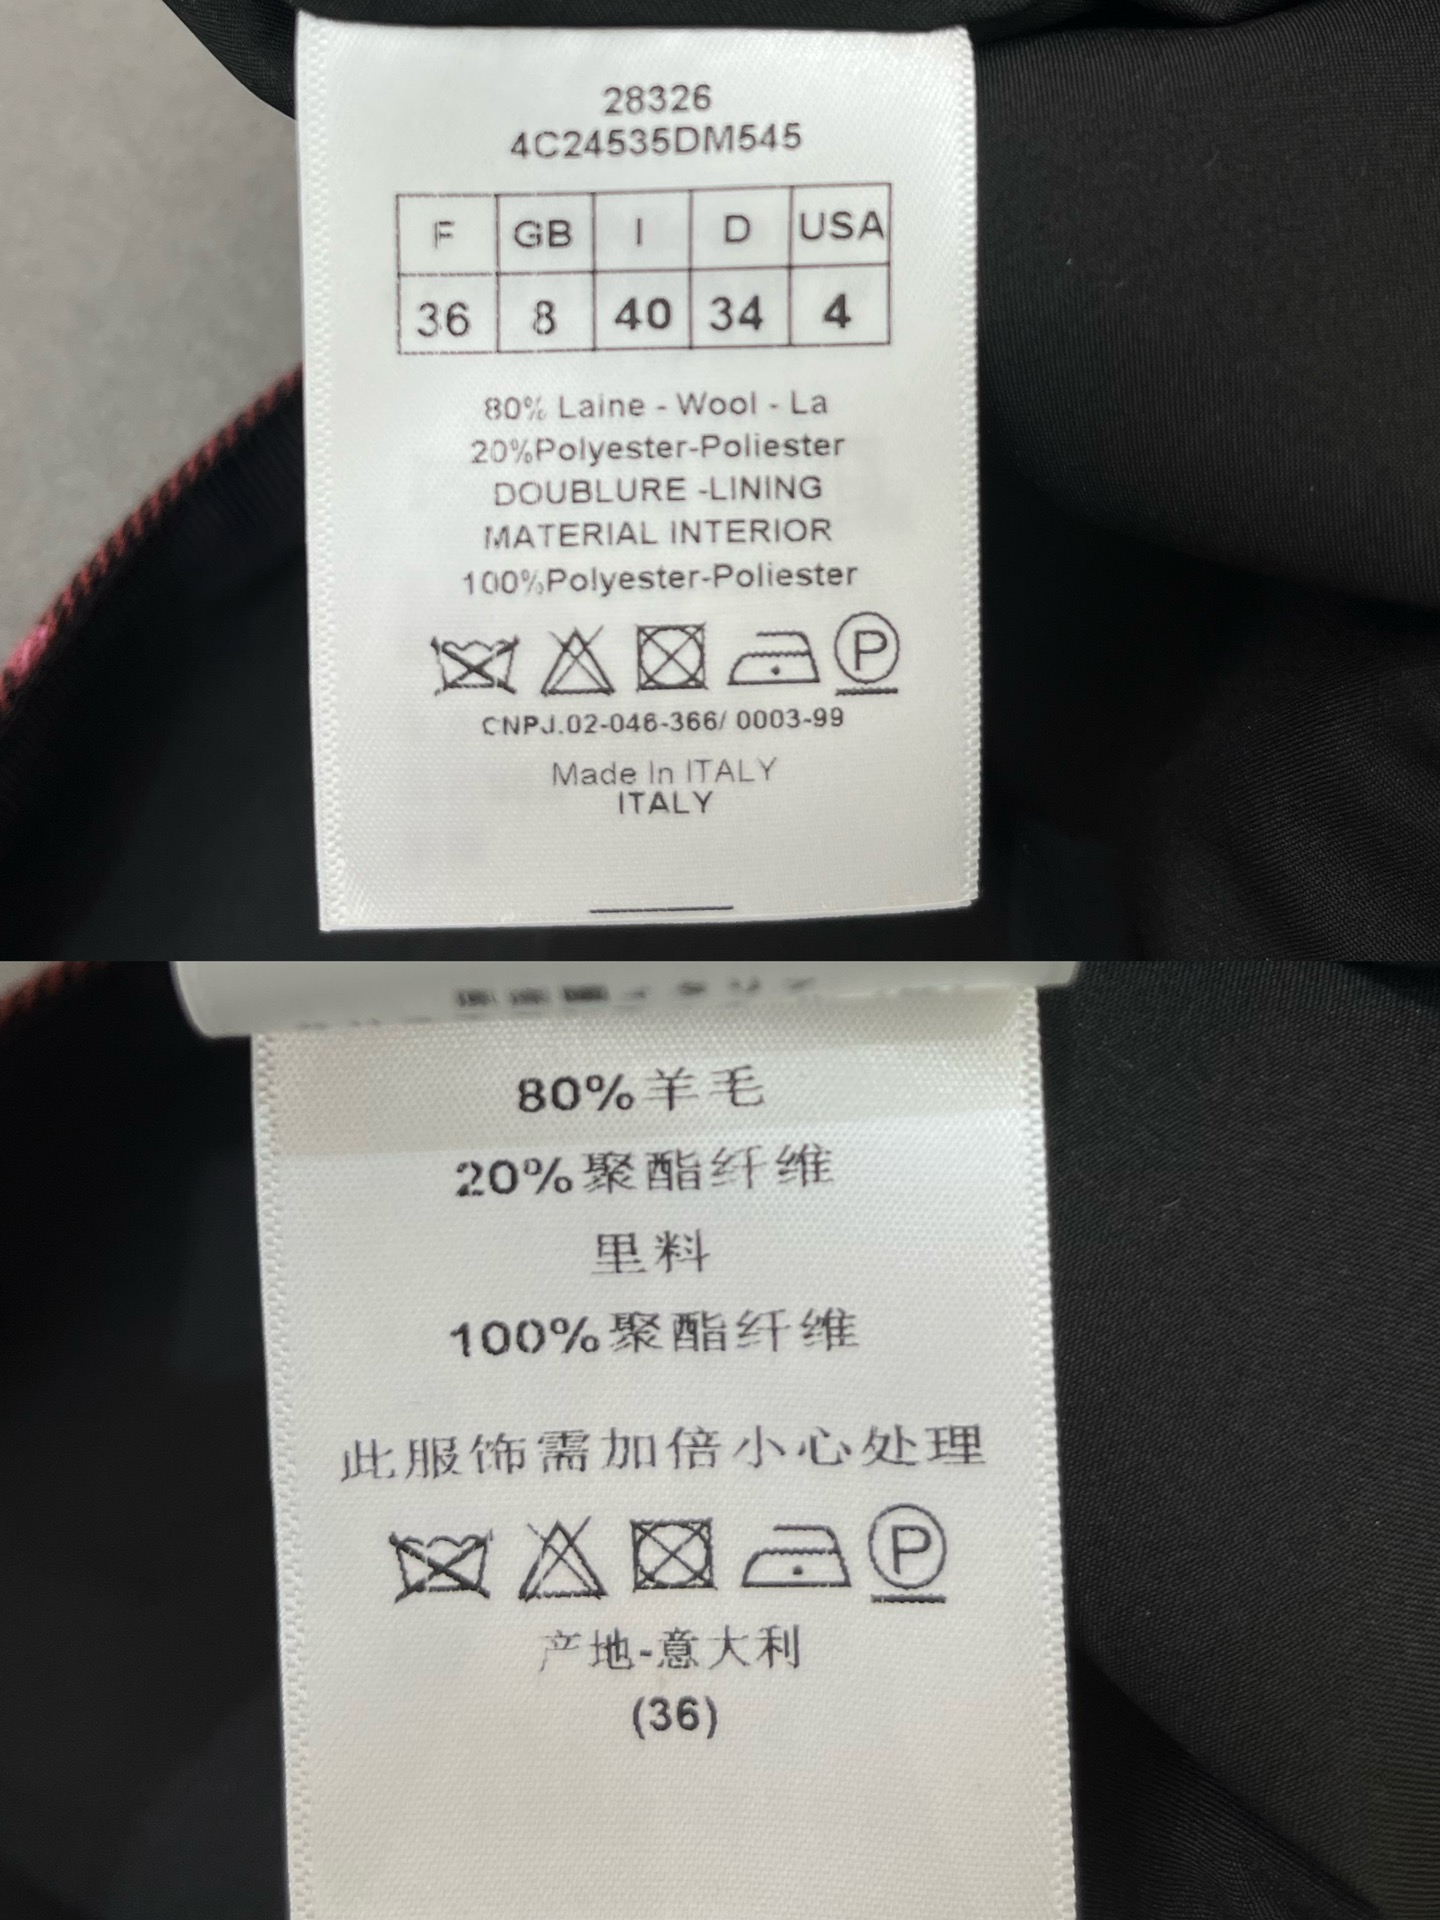 28326
4C24535DM545
F GB I D USA
36 8 40 34 4
80% Laine - Wool - La
20%Polyester-Poliester
DOUBLURE -LINING
MATERIAL INTERIOR
100%Polyester-Poliester
P
CNPJ.02-046-366/ 0003-99
Made In ITALY
ITALY
80%羊毛
20%聚酯纤维
里料
100%聚酯纤维
此服饰需加倍小心处理
P
产地-意大利
(36)